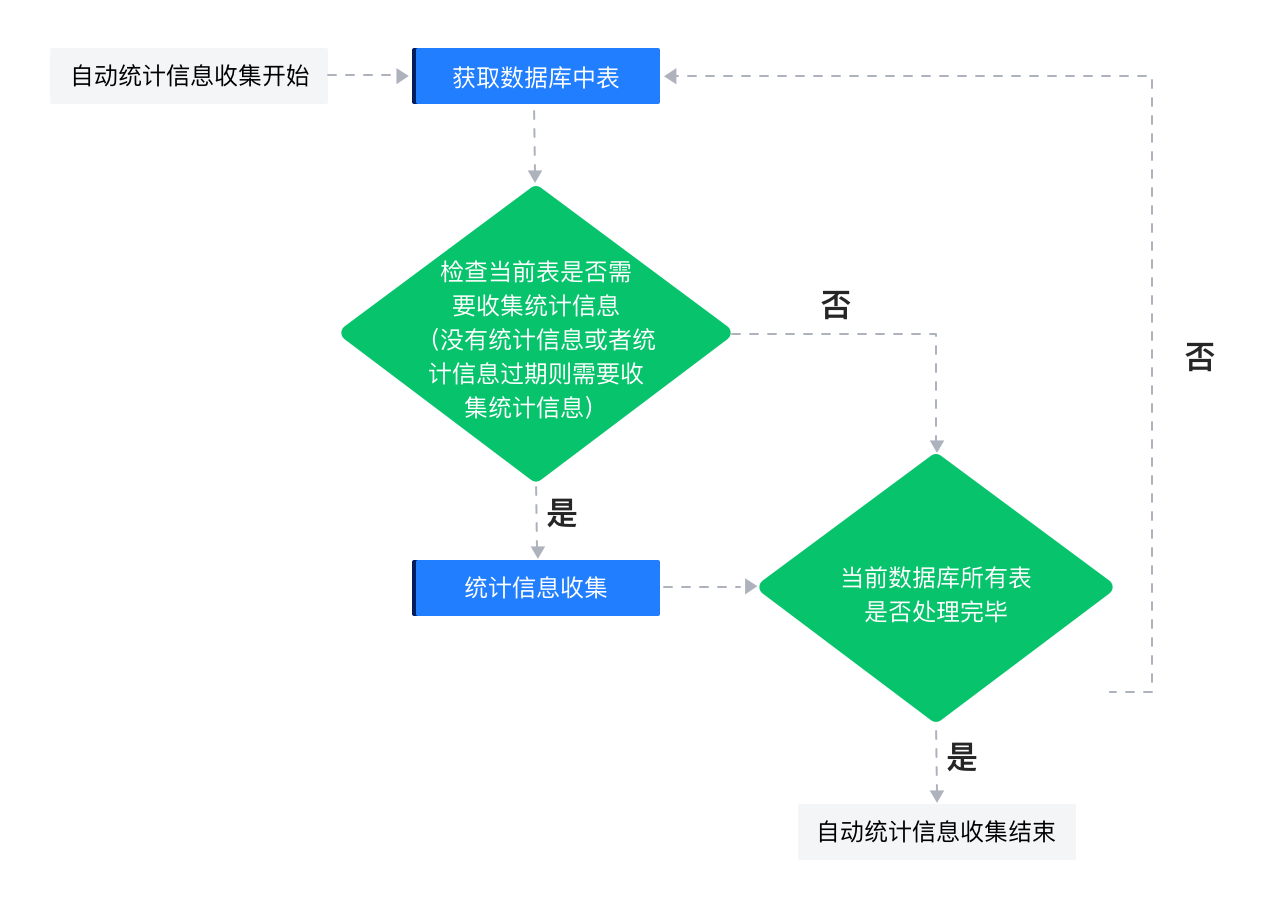 自动统计信息收集开始
获取数据库中表
检查当前表是否需
要收集统计信息
（没有统计信息或者统
计信息过期则需要收
集统计信息）
否
否
是
统计信息收集
当前数据库所有表
是否处理完毕
是
自动统计信息收集结束